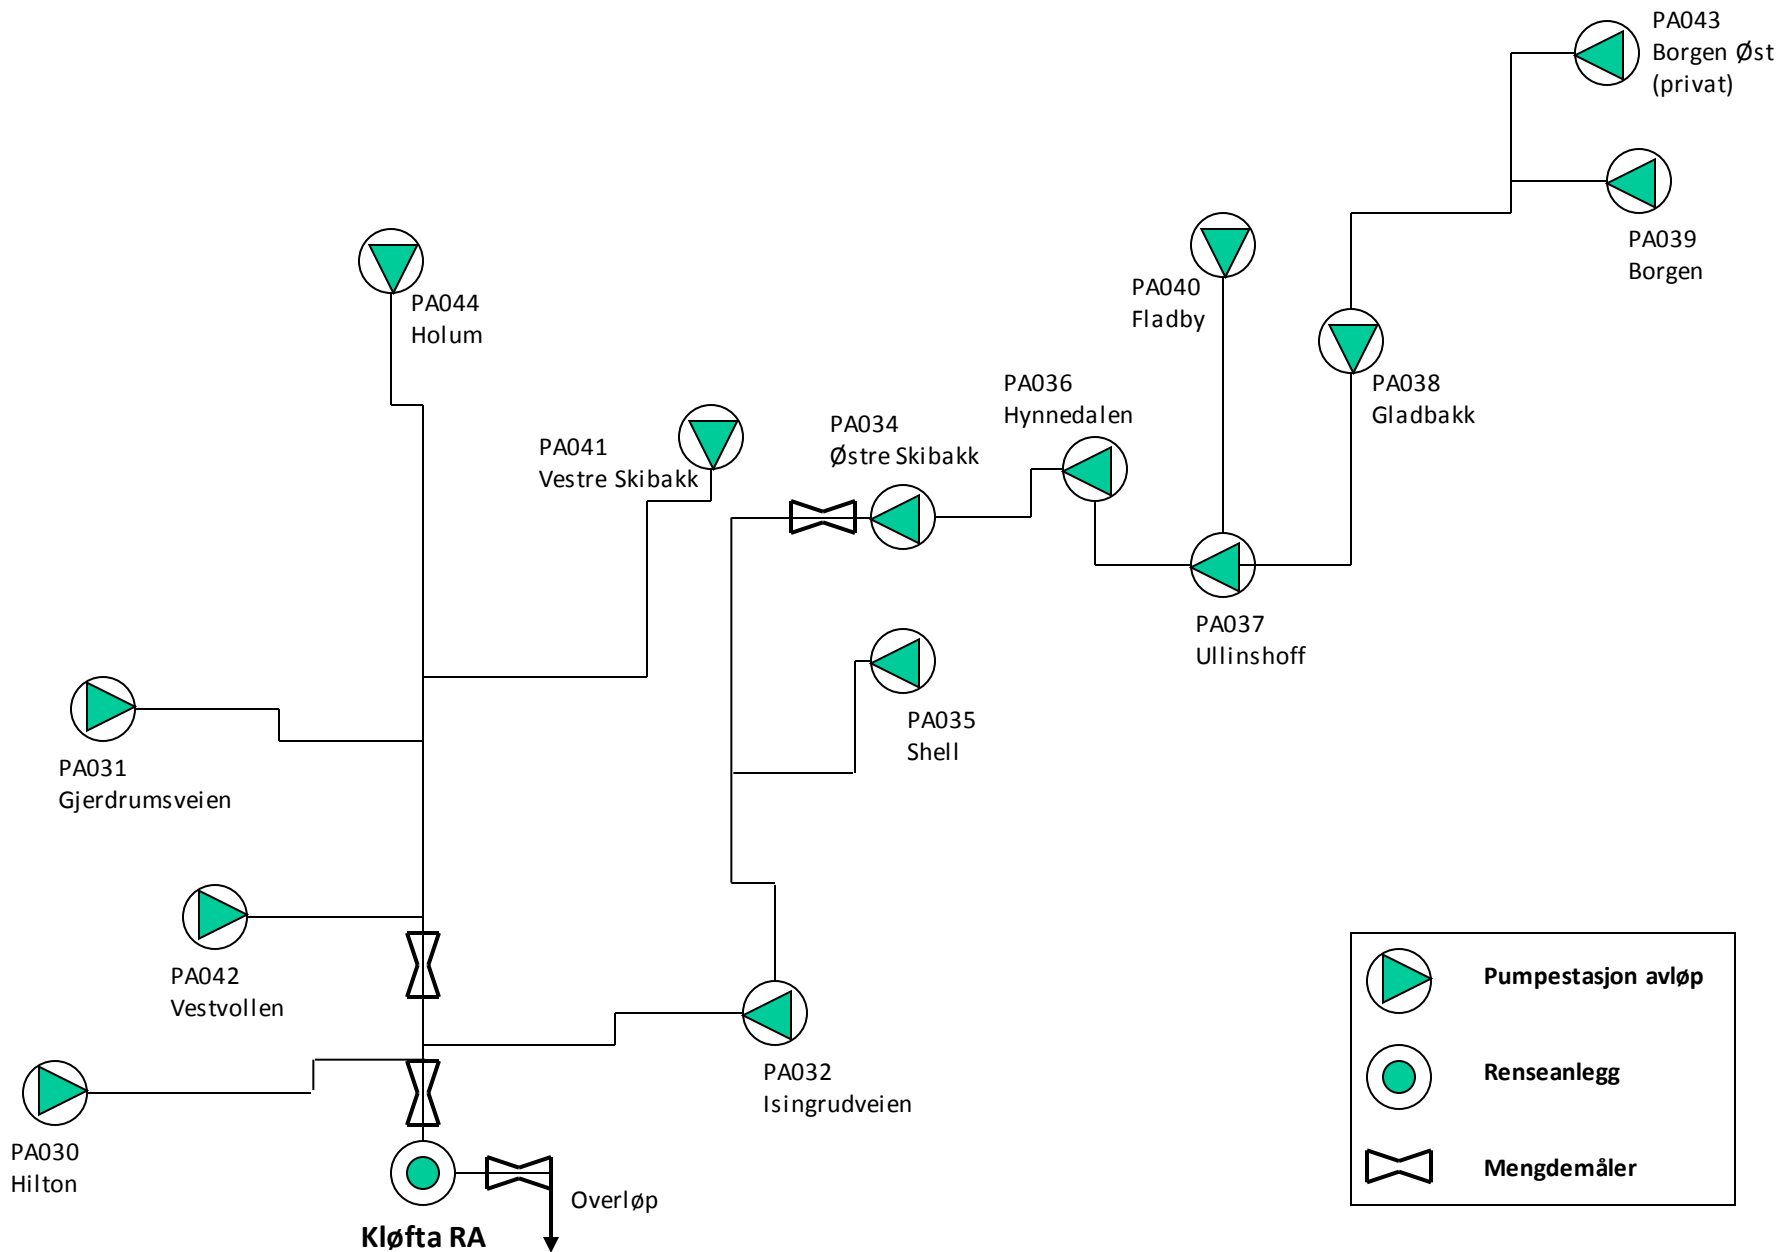 PA043
Borgen Øst
(privat)
PA039
Borgen
PA044
Holum
PA040
Fladby
PA036
Hynnedalen
PA038
Gladbakk
PA034
Østre Skibakk
PA041
Vestre Skibakk
PA037
Ullinshoff
PA035
Shell
PA031
Gjerdrumsveien
PA042
Vestvollen
PA032
Isingrudveien
PA030
Hilton
Overløp
Kløfta RA
Pumpestasjon avløp
Renseanlegg
Mengdemåler